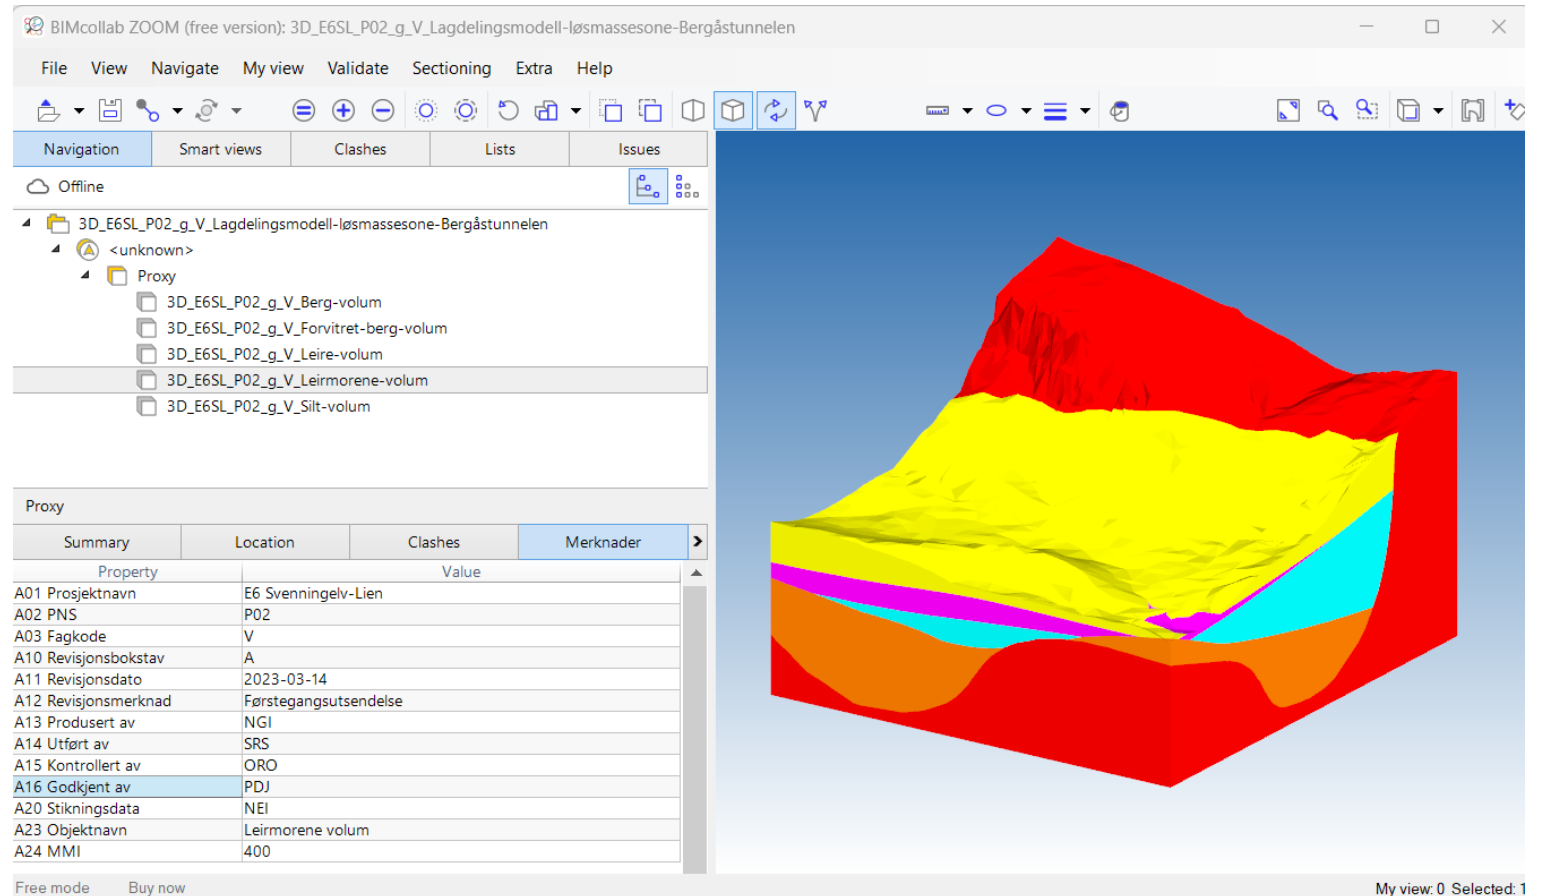 BIMcollab ZOOM (free version): 3D_E6SL_P02_g_V_Lagdelingsmodell-løsmassesone-Bergåstunnelen
File View Navigate My view Validate Sectioning Extra Help
Navigation Smart views Clashes Lists Issues
Offline
3D_E6SL_P02_g_V_Lagdelingsmodell-løsmassesone-Bergåstunnelen
<unknown>
Proxy
3D_E6SL_P02_g_V_Berg-volum
3D_E6SL_P02_g_V_Forvitret-berg-volum
3D_E6SL_P02_g_V_Leire-volum
3D_E6SL_P02_g_V_Leirmorene-volum
3D_E6SL_P02_g_V_Silt-volum
Proxy
Summary Location Clashes Merknader
Property Value
A01 Prosjektnavn E6 Svenningelv-Lien
A02 PNS P02
A03 Fagkode V
A10 Revisjonsbokstav A
A11 Revisjonsdato 2023-03-14
A12 Revisjonsmerknad Førstegangsutsendelse
A13 Produsert av NGI
A14 Utført av SRS
A15 Kontrollert av ORO
A16 Godkjent av PDJ
A20 Stikningsdata NEI
A23 Objektnavn Leirmorene volum
A24 MMI 400
Free mode Buy now My view: 0 Selected: 1